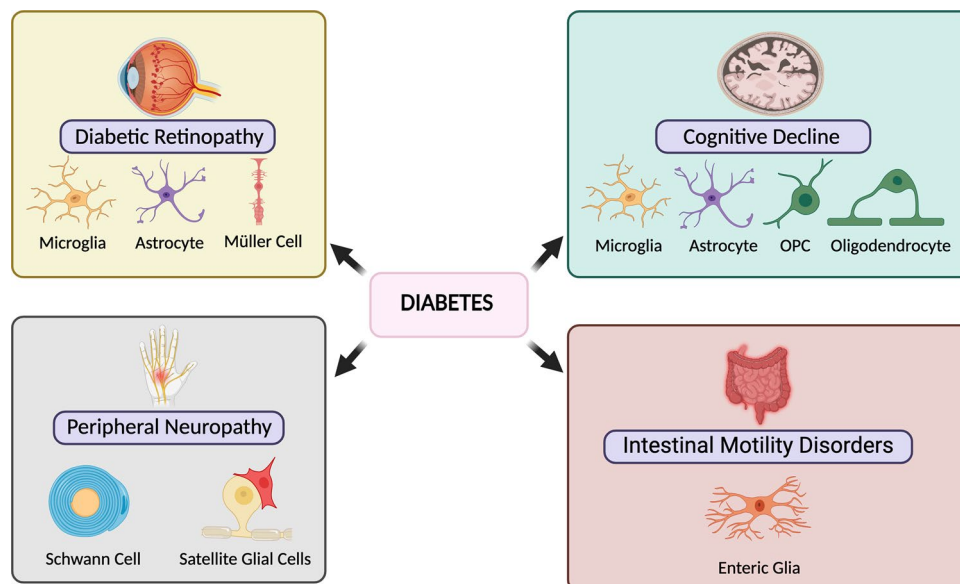 Diabetic Retinopathy
Microglia
Astrocyte
Müller Cell
Cognitive Decline
Microglia
Astrocyte
OPC
Oligodendrocyte
DIABETES
Peripheral Neuropathy
Schwann Cell
Satellite Glial Cells
Intestinal Motility Disorders
Enteric Glia